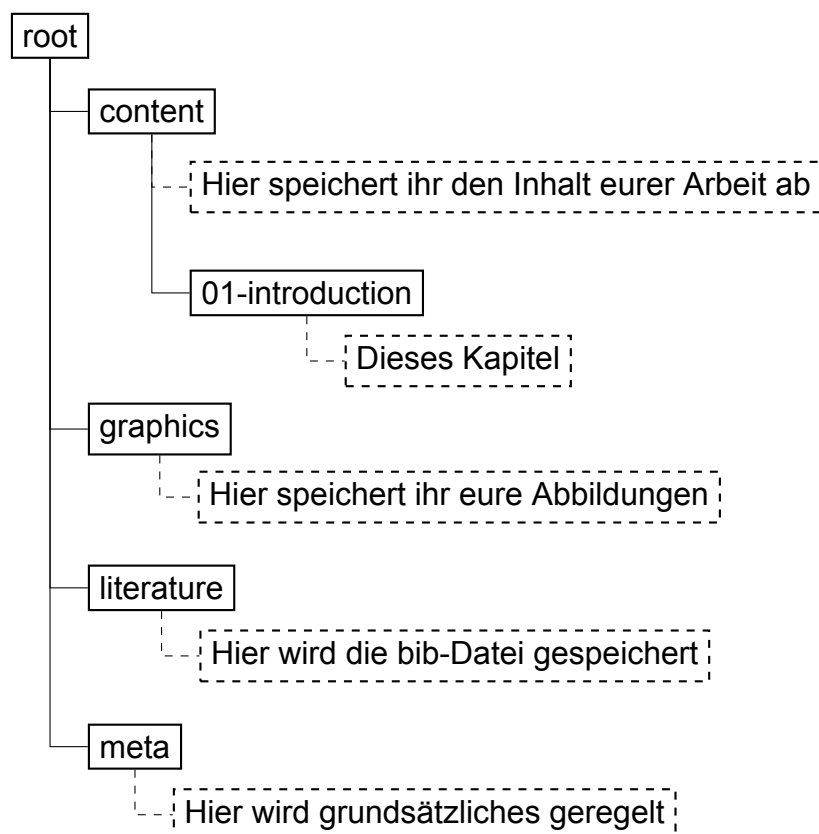 root
content
Hier speichert ihr den Inhalt eurer Arbeit ab
01-introduction
Dieses Kapitel
graphics
Hier speichert ihr eure Abbildungen
literature
Hier wird die bib-Datei gespeichert
meta
Hier wird grundsätzliches geregelt